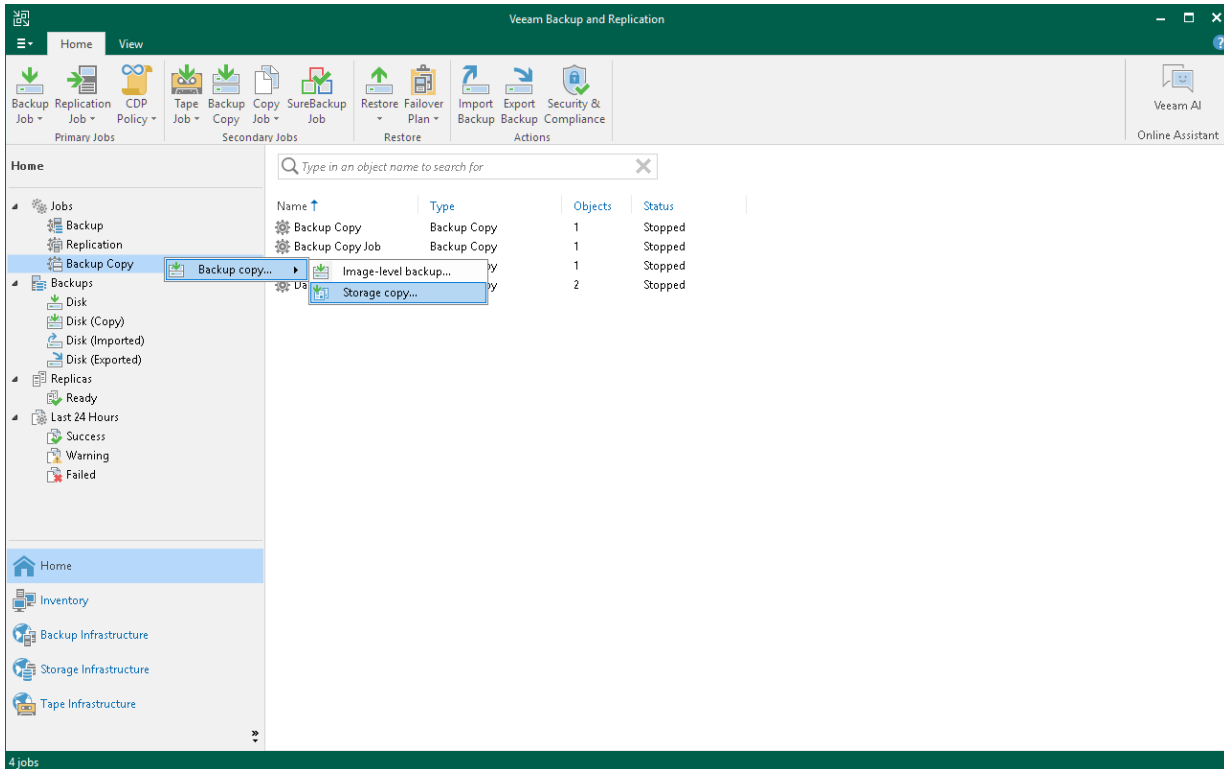 Veeam Backup and Replication
Home View
Backup Job Replication Job CDP Policy Tape Job Backup Copy Copy Job SureBackup Job Restore Failover Plan Import Backup Export Backup Security & Compliance Veeam AI
Primary Jobs Secondary Jobs Restore Actions Online Assistant
Home
Type in an object name to search for
Jobs
Backup
Replication
Backup Copy
Backups
Disk
Disk (Copy)
Disk (Imported)
Disk (Exported)
Replicas
Ready
Last 24 Hours
Success
Warning
Failed
Name Type Objects Status
Backup Copy Backup Copy 1 Stopped
Backup Copy Job Backup Copy 1 Stopped
py 1 Stopped
Da py 2 Stopped
Backup copy...
Image-level backup...
Storage copy...
Home
Inventory
Backup Infrastructure
Storage Infrastructure
Tape Infrastructure
4 jobs